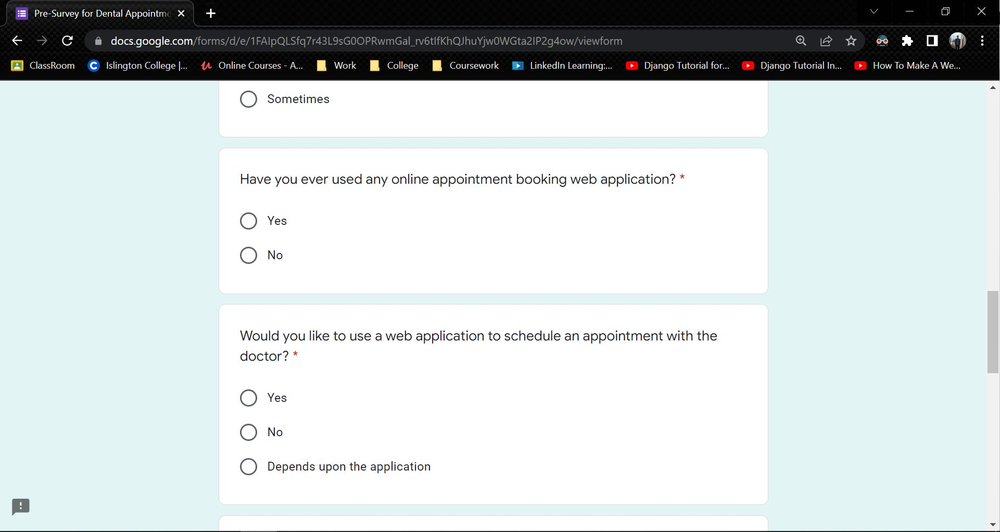 Pre-Survey for Dental Appointme
docs.google.com/forms/d/e/1FAIpQLSfq7r43L9sG0OPRwmGal_rv6tIfKhQJhuYjw0WGta2IP2g4ow/viewform
ClassRoom Islington College |... Online Courses - A... Work College Coursework LinkedIn Learning:... Django Tutorial for... Django Tutorial In... How To Make A We...
Sometimes
Have you ever used any online appointment booking web application? *
Yes
No
Would you like to use a web application to schedule an appointment with the
doctor? *
Yes
No
Depends upon the application